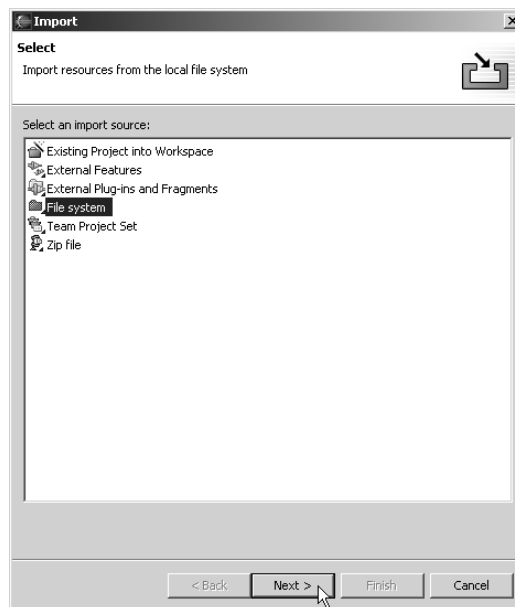 Import
Select
Import resources from the local file system
Select an import source:
Existing Project into Workspace
External Features
External Plug-ins and Fragments
File system
Team Project Set
Zip file
< Back Next > Finish Cancel